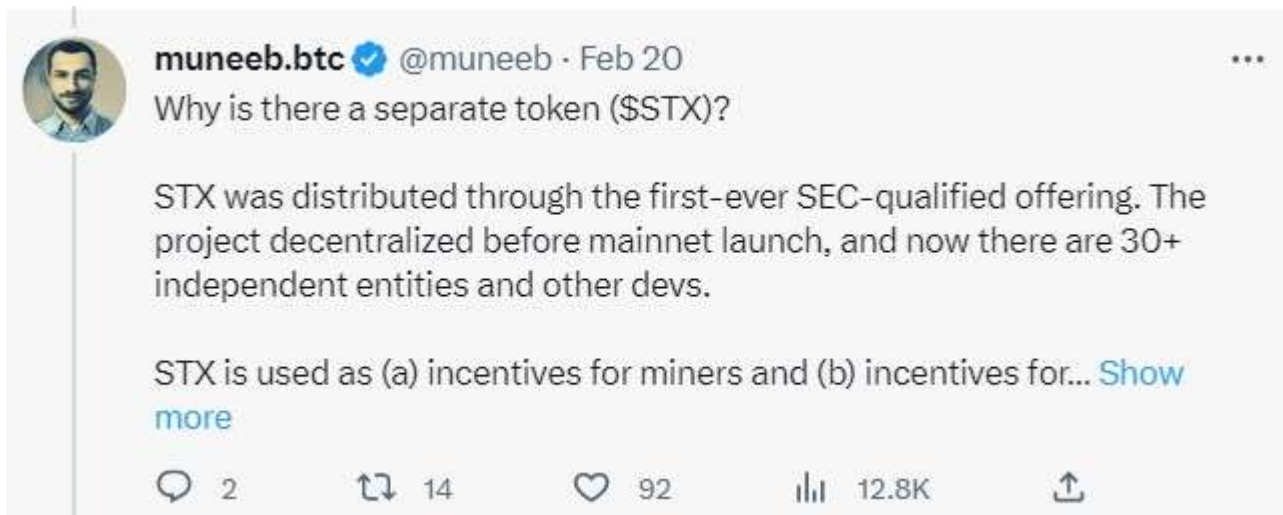 muneeb.btc @muneeb · Feb 20
Why is there a separate token ($STX)?
STX was distributed through the first-ever SEC-qualified offering. The
project decentralized before mainnet launch, and now there are 30+
independent entities and other devs.
STX is used as (a) incentives for miners and (b) incentives for... Show
more
2 14 92 12.8K